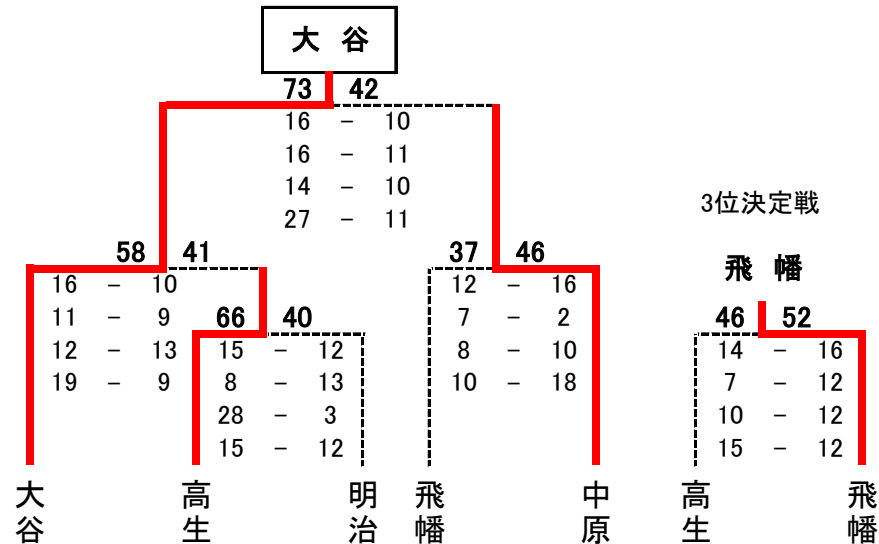 大 谷
73 42
16 - 10
16 - 11
14 - 10
27 - 11
3位決定戦
58 41
16 - 10
11 - 9
12 - 13
19 - 9
66 40
15 - 12
8 - 13
28 - 3
15 - 12
37 46
12 - 16
7 - 2
8 - 10
10 - 18
飛 幡
46 52
14 - 16
7 - 12
10 - 12
15 - 12
大谷
高生
明治
飛幡
中原
高生
飛幡